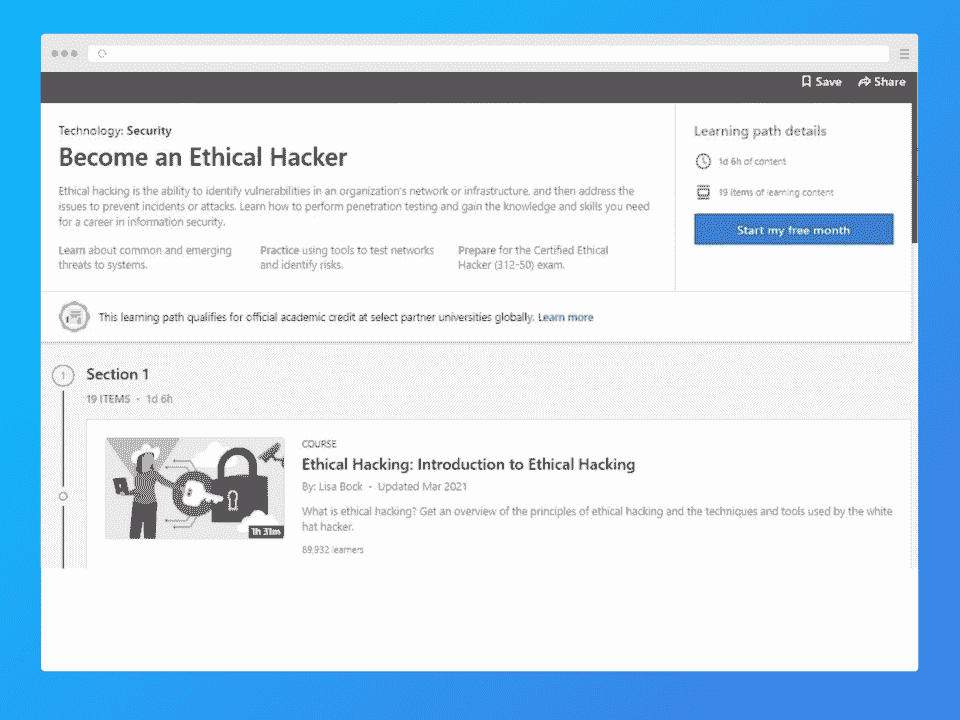 Save Share
Technology: Security
Become an Ethical Hacker
Ethical hacking is the ability to identify vulnerabilities in an organization's network or infrastructure, and then address the
issues to prevent incidents or attacks. Learn how to perform penetration testing and gain the knowledge and skills you need
for a career in information security.
Learn about common and emerging
threats to systems.
Practice using tools to test networks
and identify risks.
Prepare for the Certified Ethical
Hacker (312-50) exam.
Learning path details
1d 6h of content
19 items of learning content
Start my free month
This learning path qualifies for official academic credit at select partner universities globally. Learn more
1 Section 1
19 ITEMS • 1d 6h
1h 31m
COURSE
Ethical Hacking: Introduction to Ethical Hacking
By: Lisa Bock • Updated Mar 2021
What is ethical hacking? Get an overview of the principles of ethical hacking and the techniques and tools used by the white
hat hacker.
89,932 learners